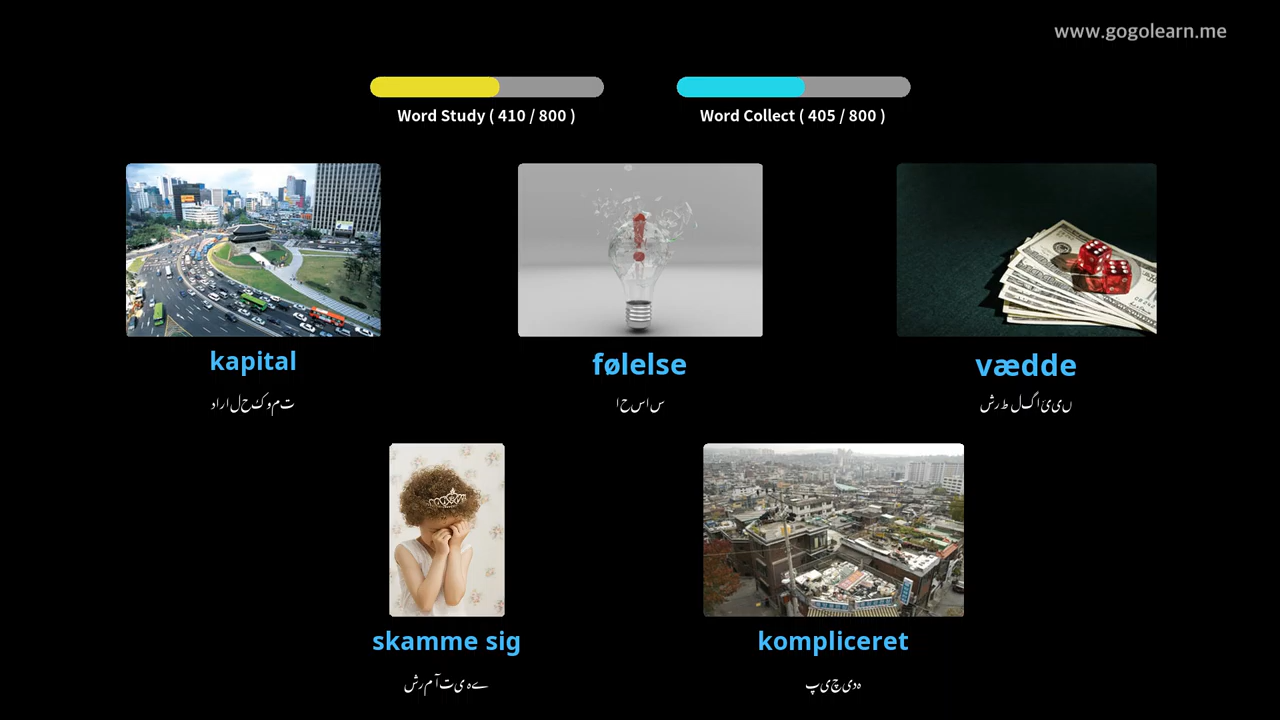 www.gogolearn.me
Word Study ( 410 / 800 )
Word Collect ( 405 / 800 )
kapital
følelse
vædde
دارالحکومت
احساس
شرط لگائیں
skamme sig
kompliceret
شرم آتی ہے
پیچیدہ